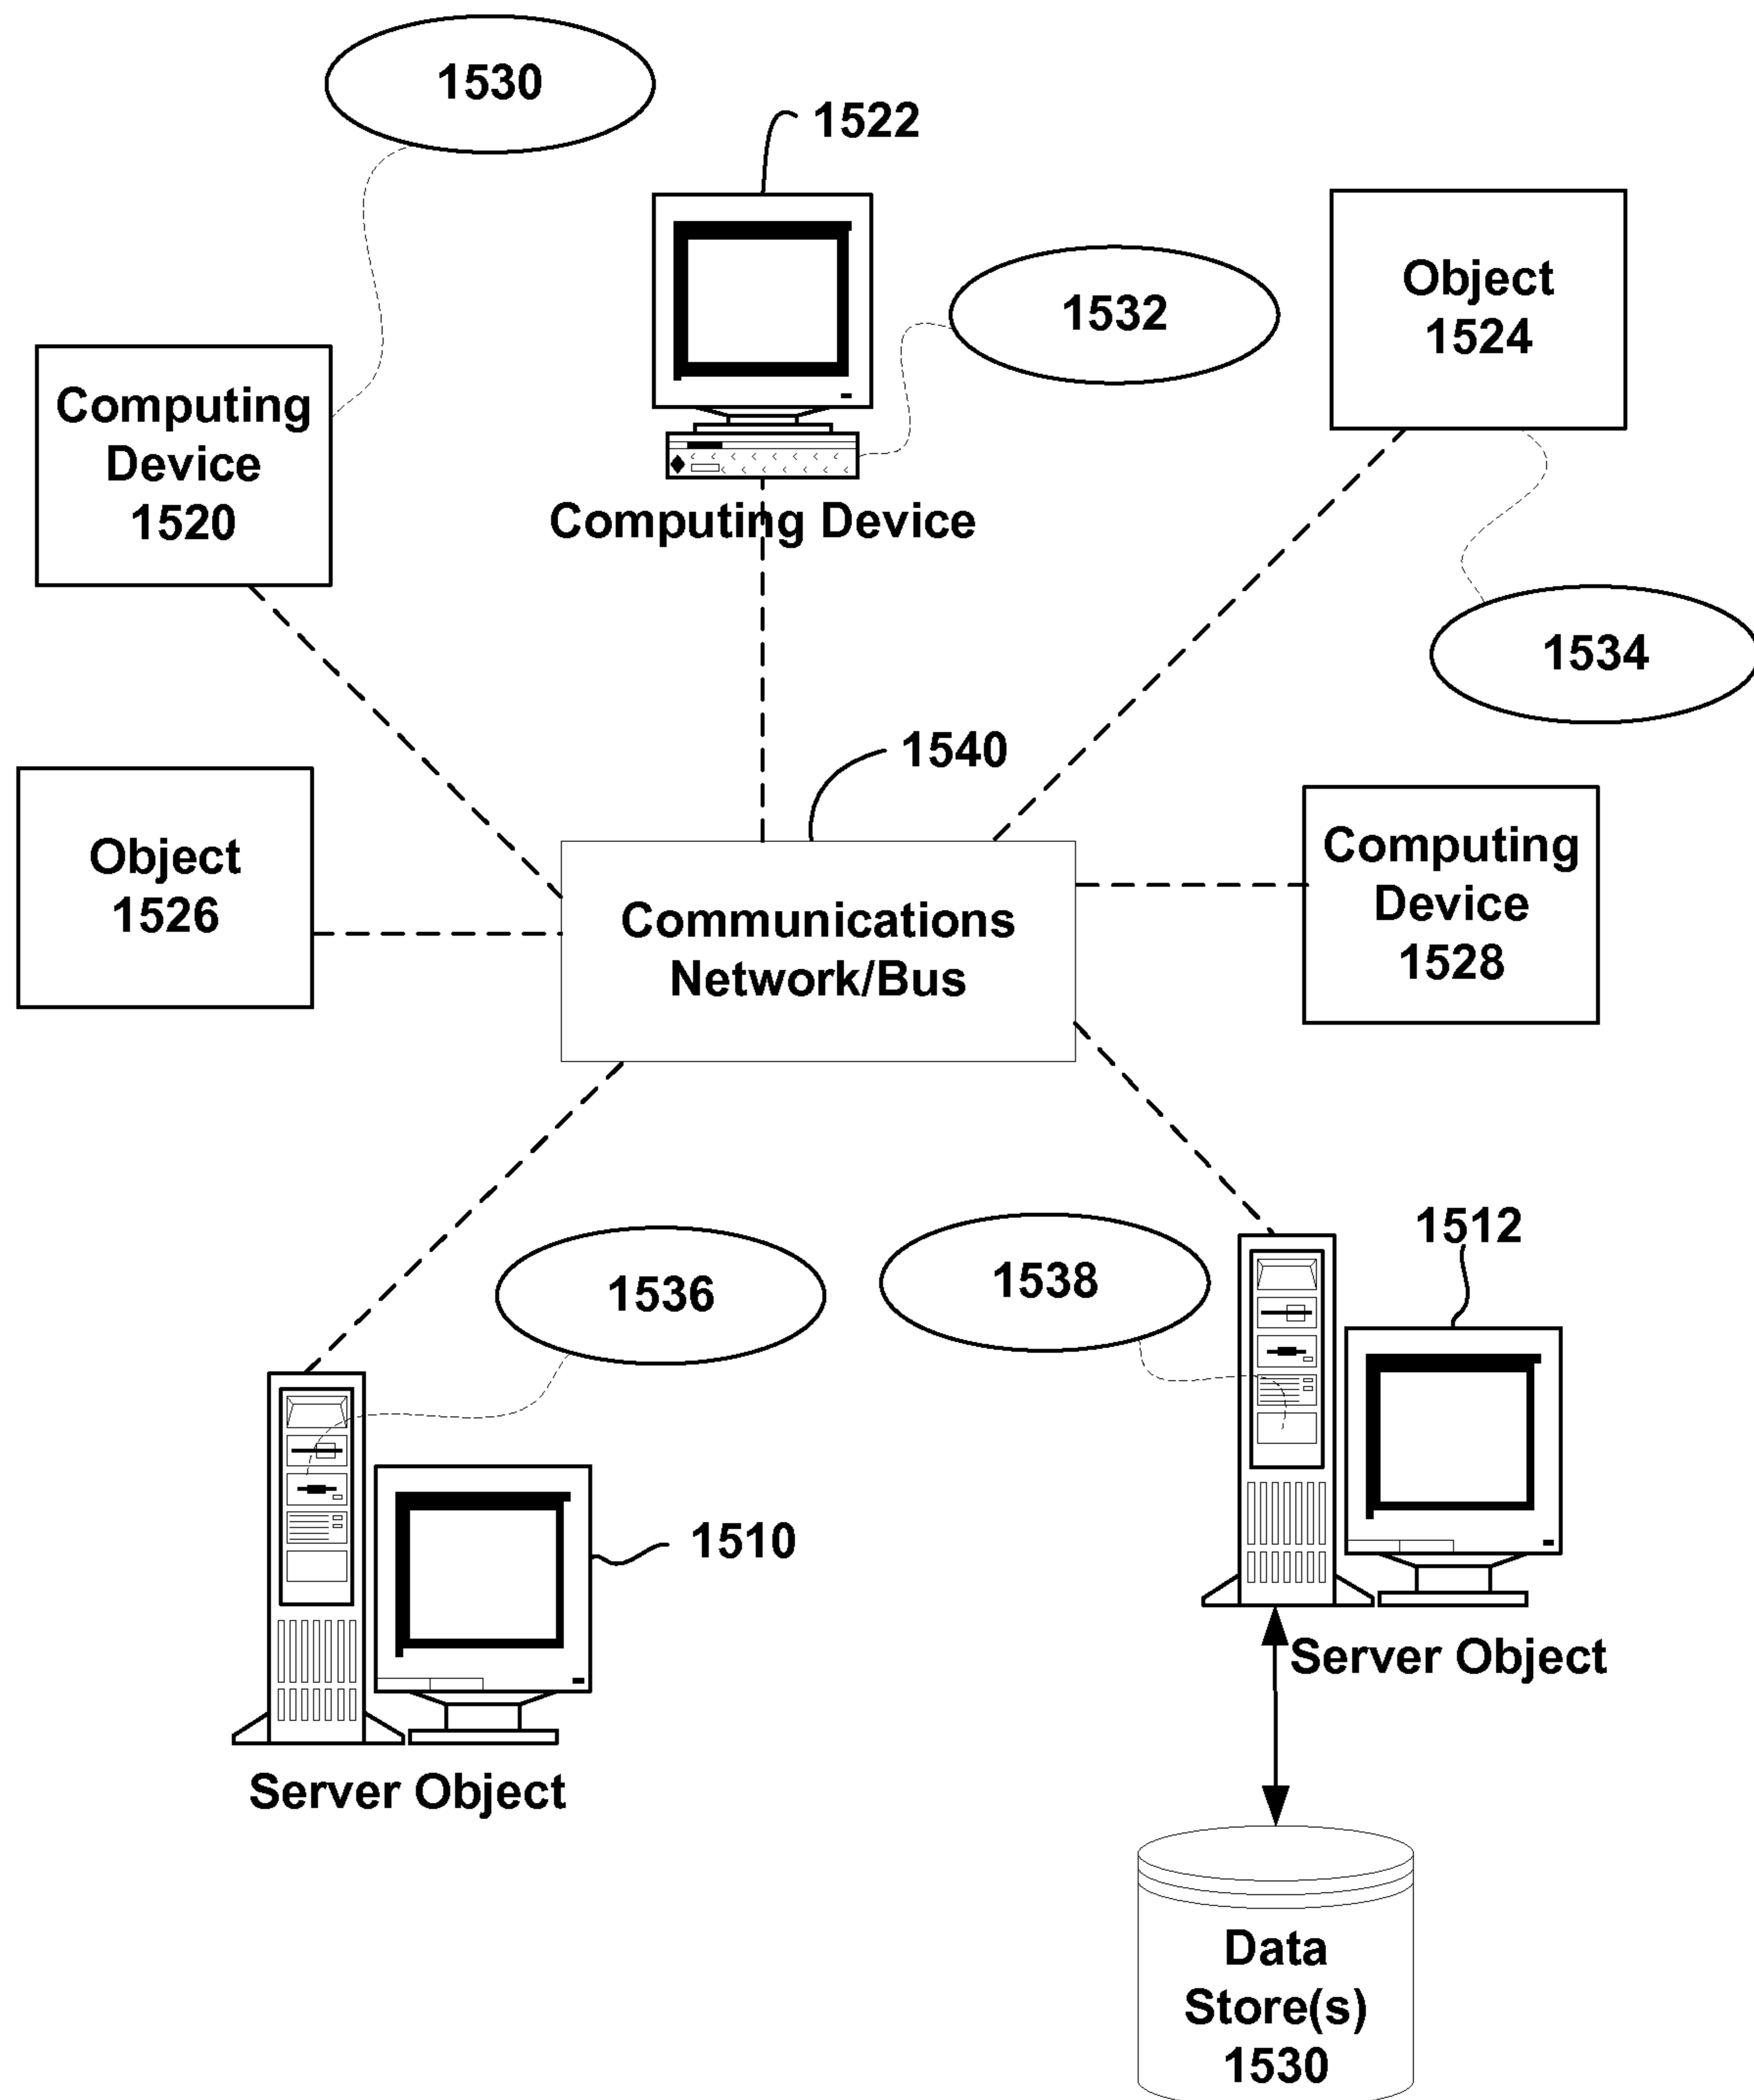 1530
1522
Computing
Device
1520
Computing Device
1532
Object
1524
1534
1540
Object
1526
Communications
Network/Bus
Computing
Device
1528
1536
1538
1512
1510
Server Object
Server Object
Data
Store(s)
1530